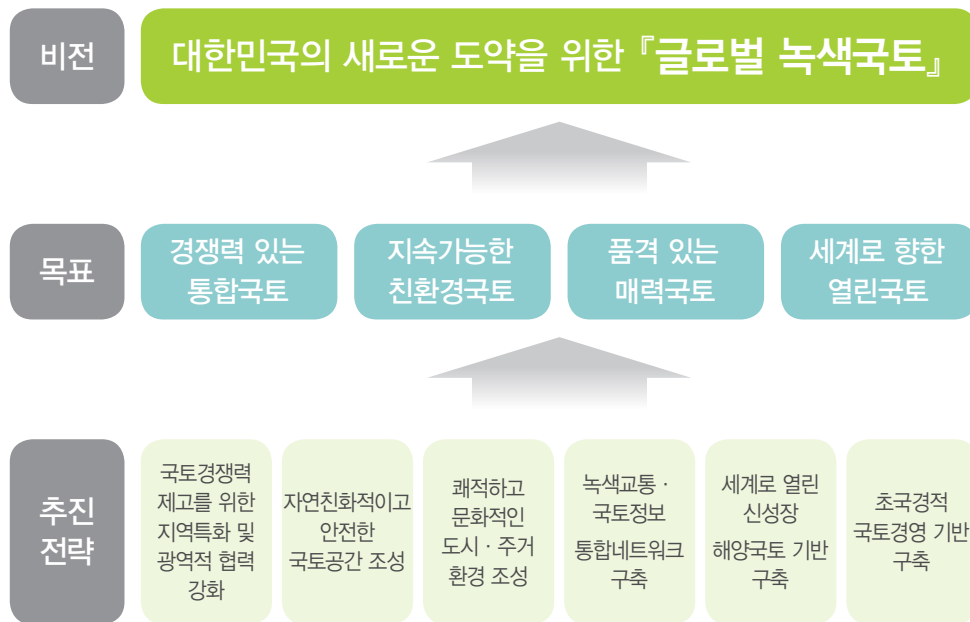 비전
대한민국의 새로운 도약을 위한 『글로벌 녹색국토』
목표
경쟁력 있는
통합국토
지속가능한
친환경국토
품격 있는
매력국토
세계로 향한
열린국토
추진
전략
국토경쟁력
제고를 위한
지역특화 및
광역적 협력
강화
자연친화적이고
안전한
국토공간 조성
쾌적하고
문화적인
도시 · 주거
환경 조성
녹색교통 ·
국토정보
통합네트워크
구축
세계로 열린
신성장
해양국토 기반
구축
초국경적
국토경영 기반
구축